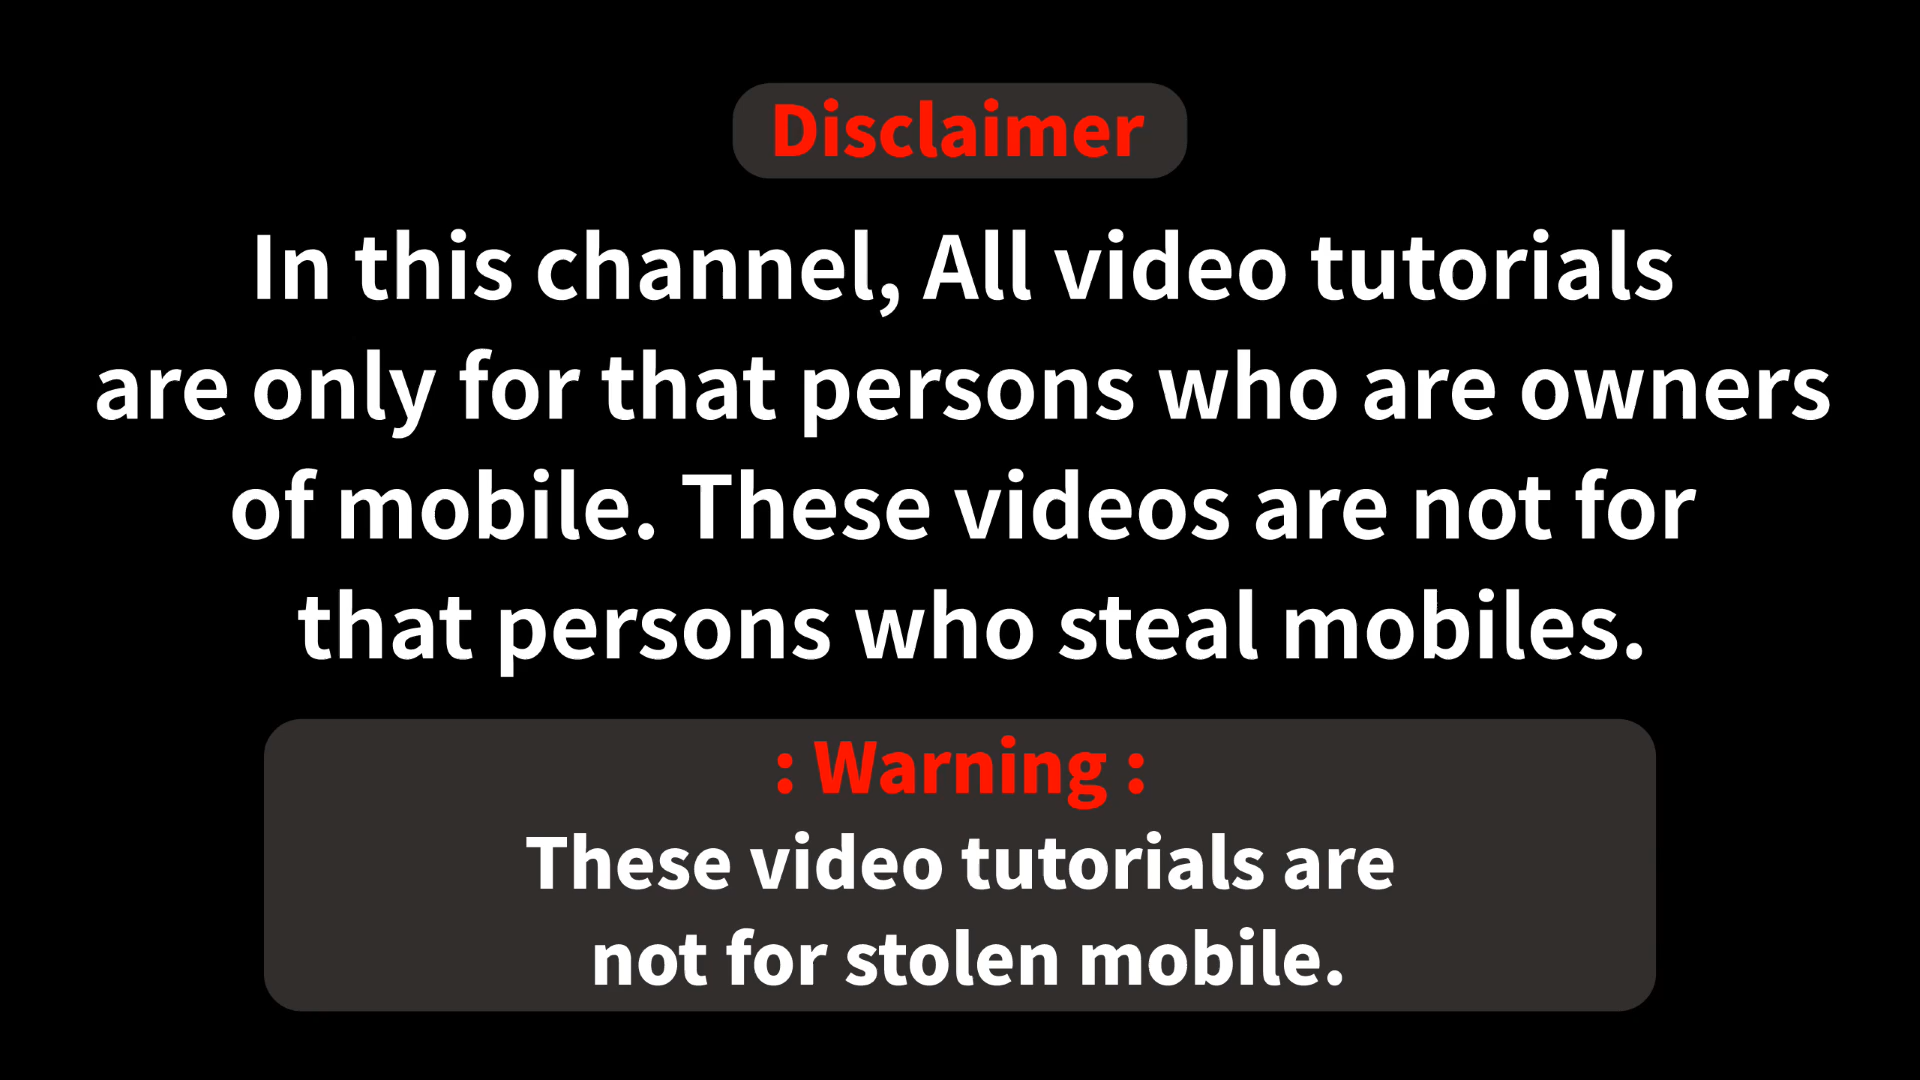 Disclaimer
In this channel, All video tutorials
are only for that persons who are owners
of mobile. These videos are not for
that persons who steal mobiles.
: Warning :
These video tutorials are
not for stolen mobile.